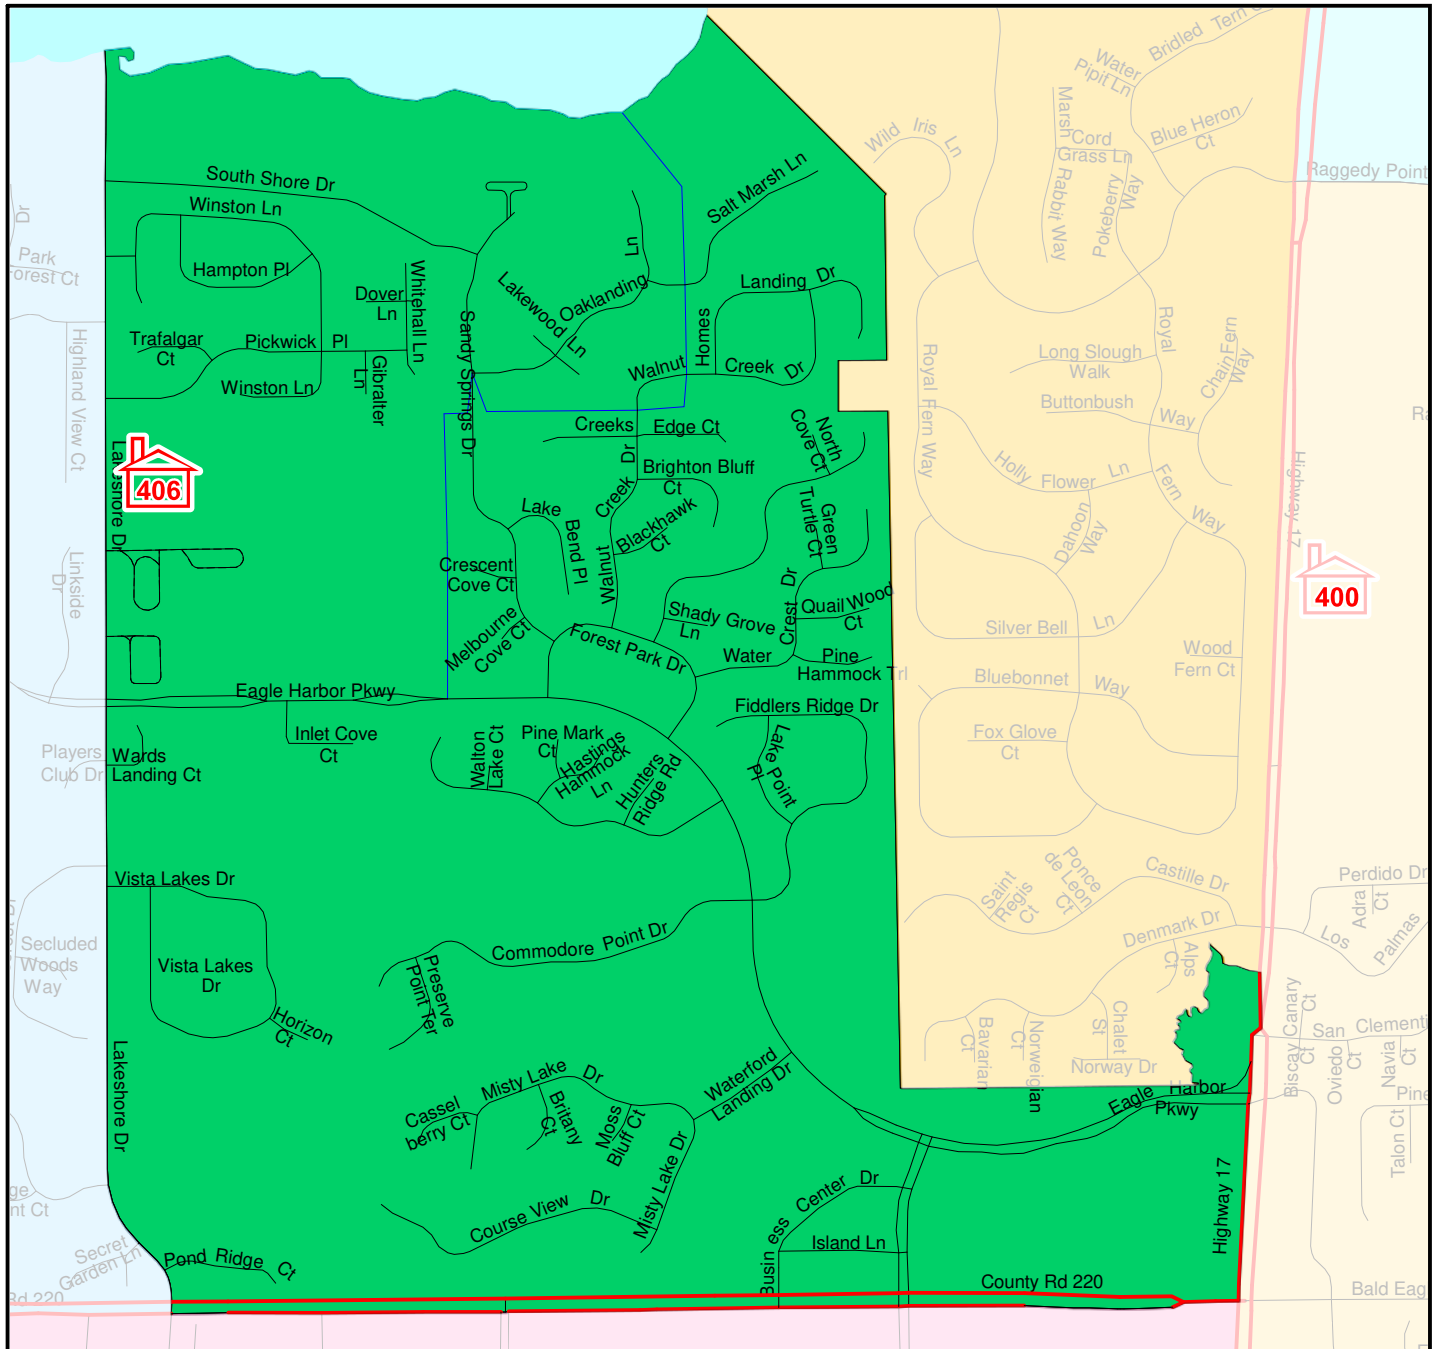 Bridled Tern
Water
Pipif Ln
Marsh Rabbit Way
Wild Iris Ln
Cord
Grass Ln
Blue Heron
Ct
Pokeberry
Way
Raggedy Point
South Shore Dr
Winston Ln
Salt Marsh Ln
Dr
Park
Forest Ct
Hampton Pl
Dover
Ln
Whitehall Ln
Lakewood Ln
Oaklanding
Ln
Landing Dr
Homes
Sandy Springs Dr
Trafalgar
Ct
Pickwick Pl
Winston Ln
Gibralter
Ln
Walnut
Creek Dr
Highland View Ct
Royal Fern Way
Royal
Fern
Way
Long Slough
Walk
Chain Fern
Way
Buttonbush
Way
Creeks
Edge Ct
North
Cove Ct
Brighton Bluff
Ct
Walnut
Creek
Dr
Blackhawk
Ct
Green
Turtle Ct
Holly
Flower
Ln
Dahoon
Way
Highway 17
Lakeshore Dr
406
400
Lake
Bend Pl
Crescent
Cove Ct
Melbourne
Cove Ct
Linkside
Dr
Forest Park Dr
Shady Grove
Ln
Quail Wood
Ct
Water
Crest
Dr
Pine
Hammock Trl
Silver Bell Ln
Wood
Fern Ct
Bluebonnet Way
Fox Glove
Ct
Eagle Harbor Pkwy
Inlet Cove
Ct
Players
Club Dr
Wards
Landing Ct
Walton
Lake Ct
Pine Mark
Ct
Hastings
Hammock
Ln
Hunters
Ridge Rd
Fiddlers Ridge Dr
Lake Point
Pl
Vista Lakes Dr
Secluded
Woods
Way
Vista Lakes
Dr
Horizon
Ct
Preserve
Point Ter
Commodore Point Dr
Saint
Regis
Ct
Ponce
de Leon
Ct
Castille Dr
Denmark Dr
Alps
Ct
Perdido Dr
Adra
Ct
Los Palmas
Bavarian
Ct
Norweigian
Ct
Chalet
St
Norway Dr
Canary
Ct
Biscay
Ct
San Clementi
Oviedo
Ct
Navia
Ct
Pine
Talon Ct
Lakeshore Dr
Misty Lake Dr
Cassel
berry Ct
Britany
Ct
Moss
Bluff Ct
Waterford
Landing Dr
Misty Lake Dr
Eagle Harbor
Pkwy
Course View Dr
Business Center Dr
Island Ln
Highway 17
County Rd 220
Secret
Garden Ln
Pond Ridge Ct
Rd 220
nt Ct
Bald Eag